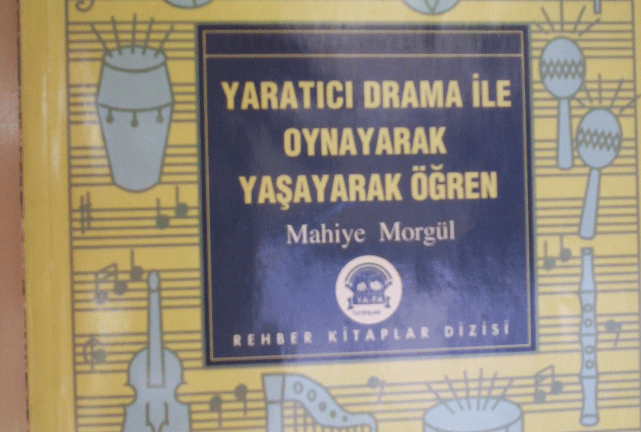 YARATICI DRAMA İLE
OYNAYARAK
YAŞAYARAK ÖĞREN
Mahiye Morgül
YA-PA
REHBER KİTAPLAR DİZİSİ